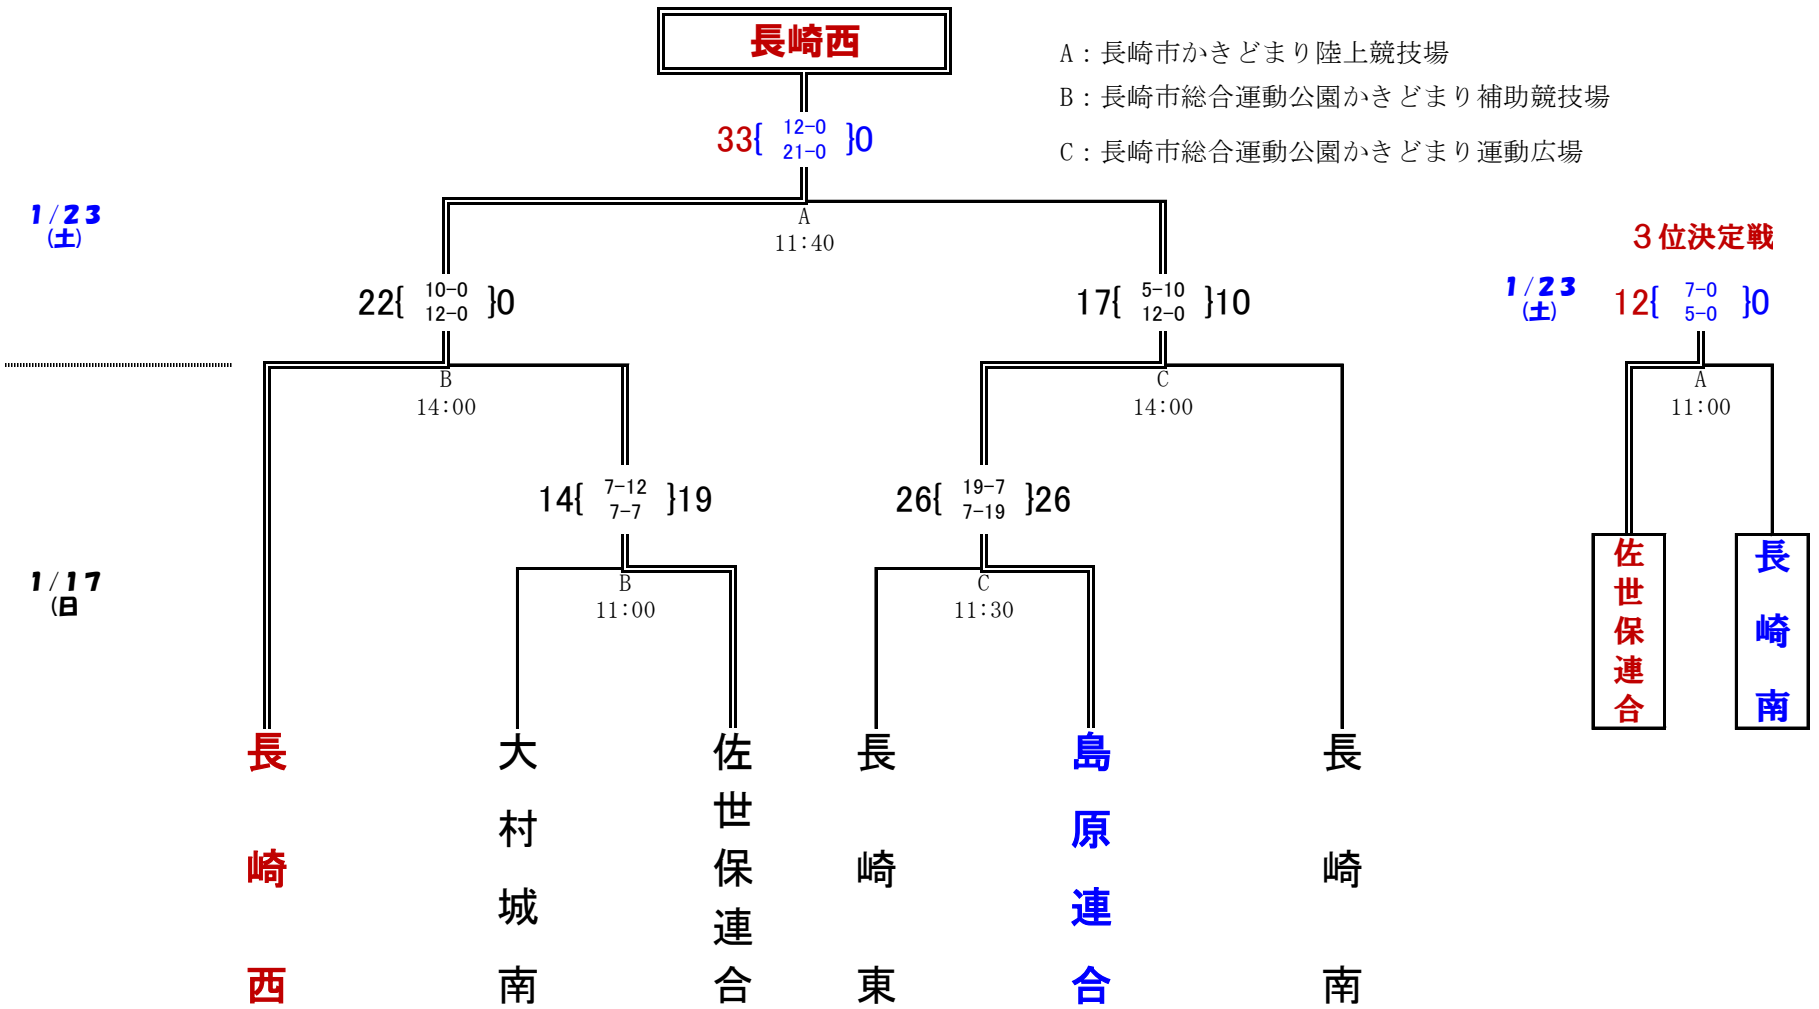 長崎西
A：長崎市かきどまり陸上競技場
B：長崎市総合運動公園かきどまり補助競技場
C：長崎市総合運動公園かきどまり運動広場
33{ 12-0 }0
21-0
1/23
(土)
A
11:40
３位決定戦
22{ 10-0 }0
12-0
17{ 5-10 }10
12-0
1/23
(土)
12{ 7-0 }0
5-0
B
14:00
C
14:00
A
11:00
14{ 7-12 }19
7-7
26{ 19-7 }26
7-19
1/17
(日
B
11:00
C
11:30
佐世保連合
長崎南
長崎西
大村城南
佐世保連合
長崎東
島原連合
長崎南